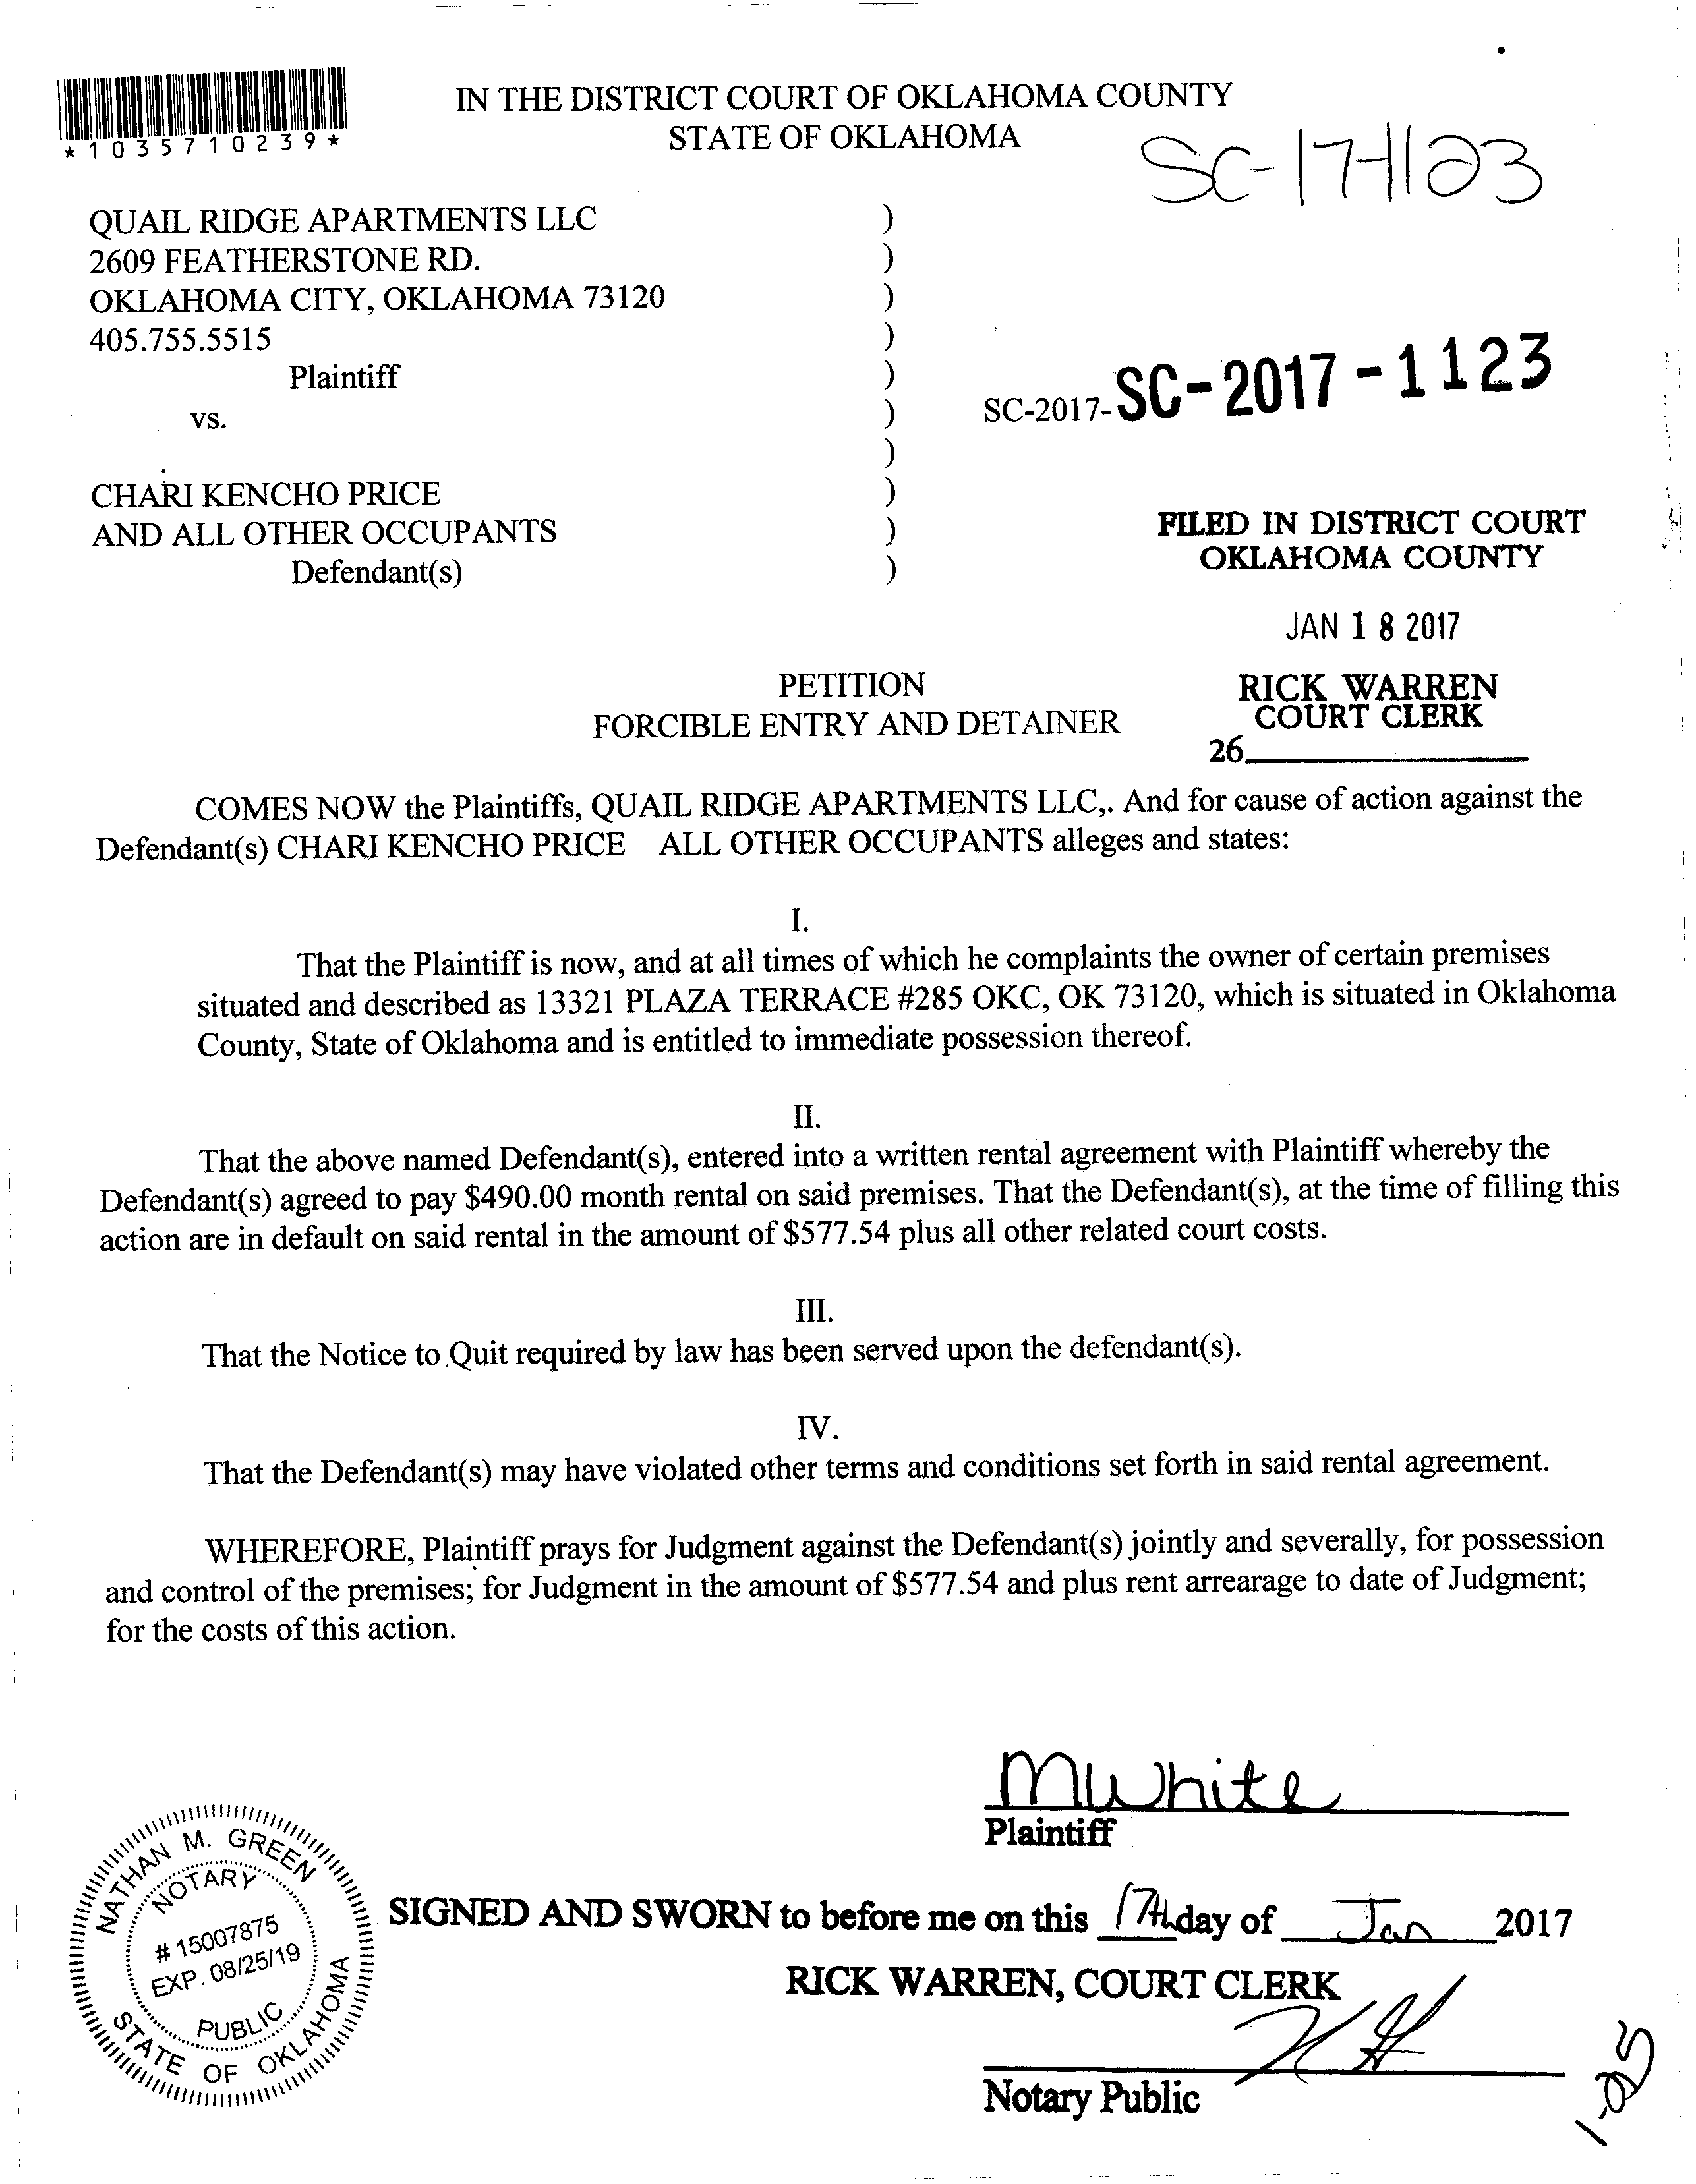 IN THE DISTRICT COURT OF OKLAHOMA COUNTY
STATE OF OKLAHOMA
*1035710239*
SC-17-1123
QUAIL RIDGE APARTMENTS LLC )
2609 FEATHERSTONE RD. )
OKLAHOMA CITY, OKLAHOMA 73120 )
405.755.5515 )
Plaintiff )
vs. ) SC-2017-SC-2017-1123
)
CHARI KENCHO PRICE )
AND ALL OTHER OCCUPANTS )
Defendant(s) )
FILED IN DISTRICT COURT
OKLAHOMA COUNTY
JAN 18 2017
RICK WARREN
COURT CLERK
26
PETITION
FORCIBLE ENTRY AND DETAINER
COMES NOW the Plaintiffs, QUAIL RIDGE APARTMENTS LLC,. And for cause of action against the
Defendant(s) CHARI KENCHO PRICE ALL OTHER OCCUPANTS alleges and states:
I.
That the Plaintiff is now, and at all times of which he complaints the owner of certain premises
situated and described as 13321 PLAZA TERRACE #285 OKC, OK 73120, which is situated in Oklahoma
County, State of Oklahoma and is entitled to immediate possession thereof.
II.
That the above named Defendant(s), entered into a written rental agreement with Plaintiff whereby the
Defendant(s) agreed to pay $490.00 month rental on said premises. That the Defendant(s), at the time of filling this
action are in default on said rental in the amount of $577.54 plus all other related court costs.
III.
That the Notice to Quit required by law has been served upon the defendant(s).
IV.
That the Defendant(s) may have violated other terms and conditions set forth in said rental agreement.
WHEREFORE, Plaintiff prays for Judgment against the Defendant(s) jointly and severally, for possession
and control of the premises; for Judgment in the amount of $577.54 and plus rent arrearage to date of Judgment;
for the costs of this action.
MWhite
Plaintiff
NATHAN M. GREEN
NOTARY
# 15007875
EXP. 08/25/19
PUBLIC
STATE OF OKLAHOMA
SIGNED AND SWORN to before me on this 17th day of Jan 2017
RICK WARREN, COURT CLERK
Notary Public
1-25